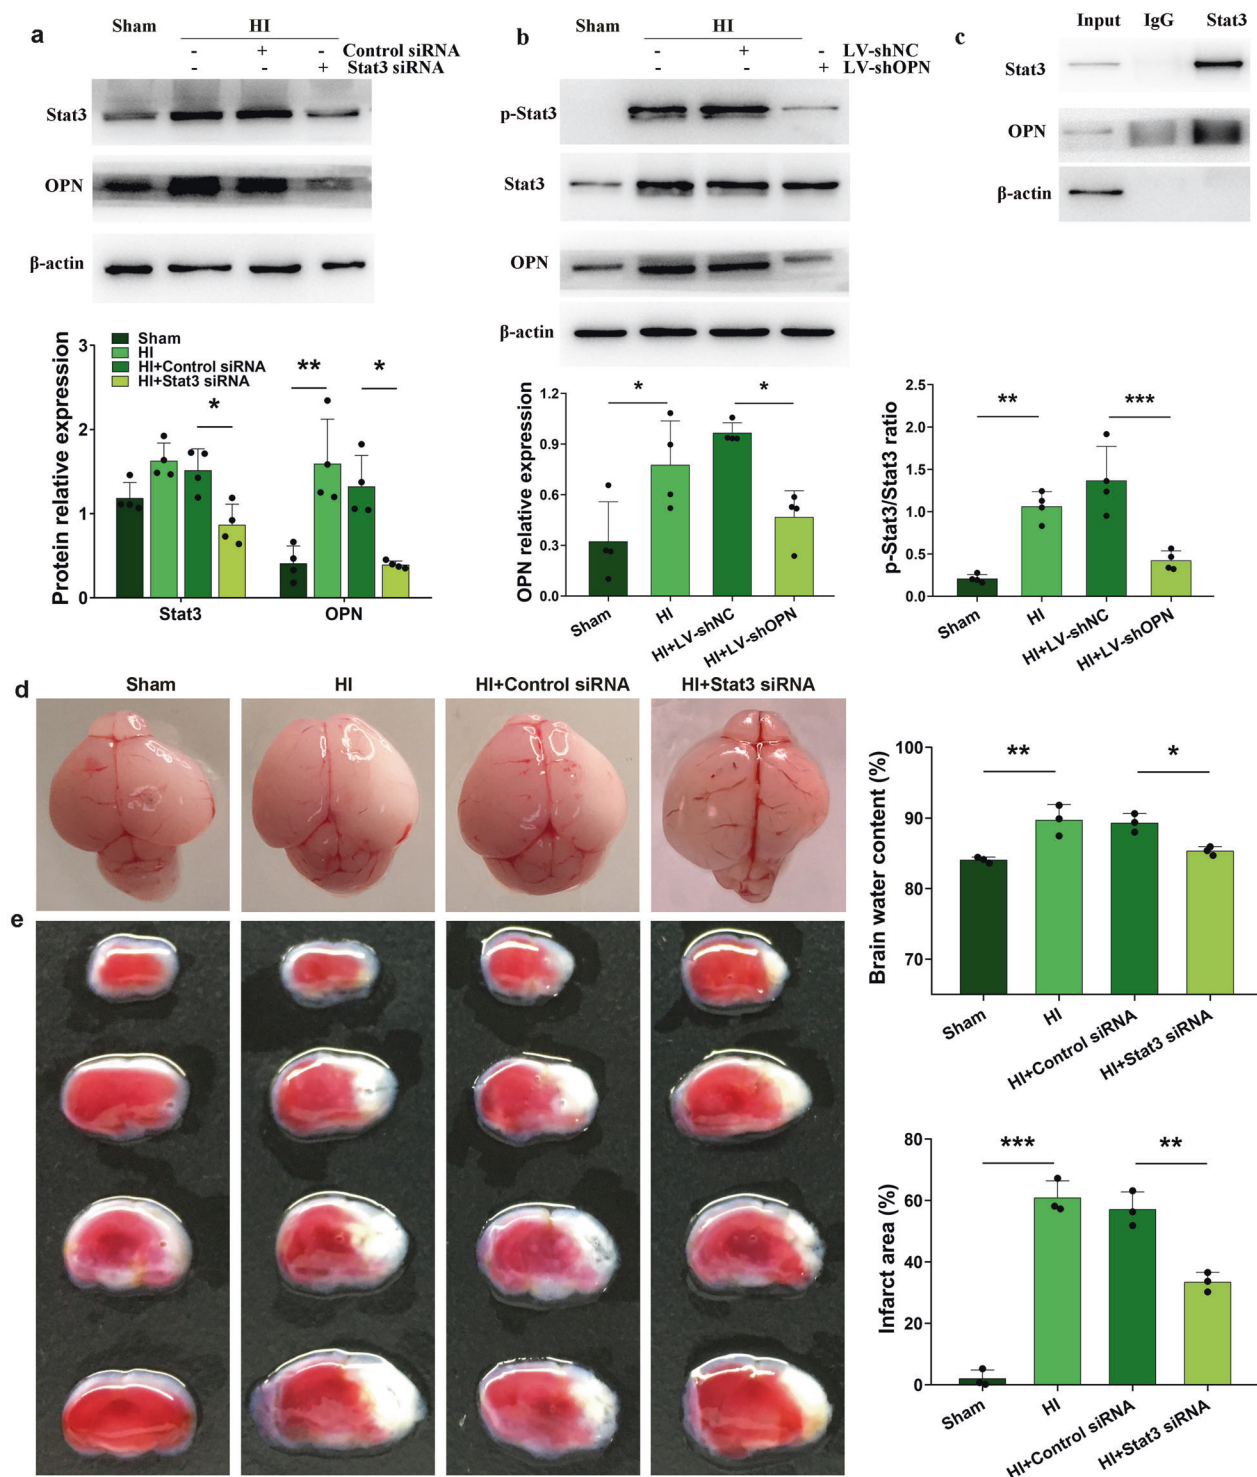 a
Sham HI
- + - Control siRNA
- - + Stat3 siRNA
Stat3
OPN
β-actin
Sham
HI
HI+Control siRNA
HI+Stat3 siRNA
Protein relative expression
3
2
1
0
* ** *
Stat3 OPN
b
Sham HI
- + - LV-shNC
- - + LV-shOPN
p-Stat3
Stat3
OPN
β-actin
OPN relative expression
1.2
0.9
0.6
0.3
0.0
* *
Sham HI HI+LV-shNC HI+LV-shOPN
c
Input IgG Stat3
Stat3
OPN
β-actin
p-Stat3/Stat3 ratio
2.5
2.0
1.5
1.0
0.5
0.0
** ***
Sham HI HI+LV-shNC HI+LV-shOPN
d
Sham HI HI+Control siRNA HI+Stat3 siRNA
Brain water content (%)
100
90
80
70
** *
Sham HI HI+Control siRNA HI+Stat3 siRNA
e
Infarct area (%)
80
60
40
20
0
*** **
Sham HI HI+Control siRNA HI+Stat3 siRNA